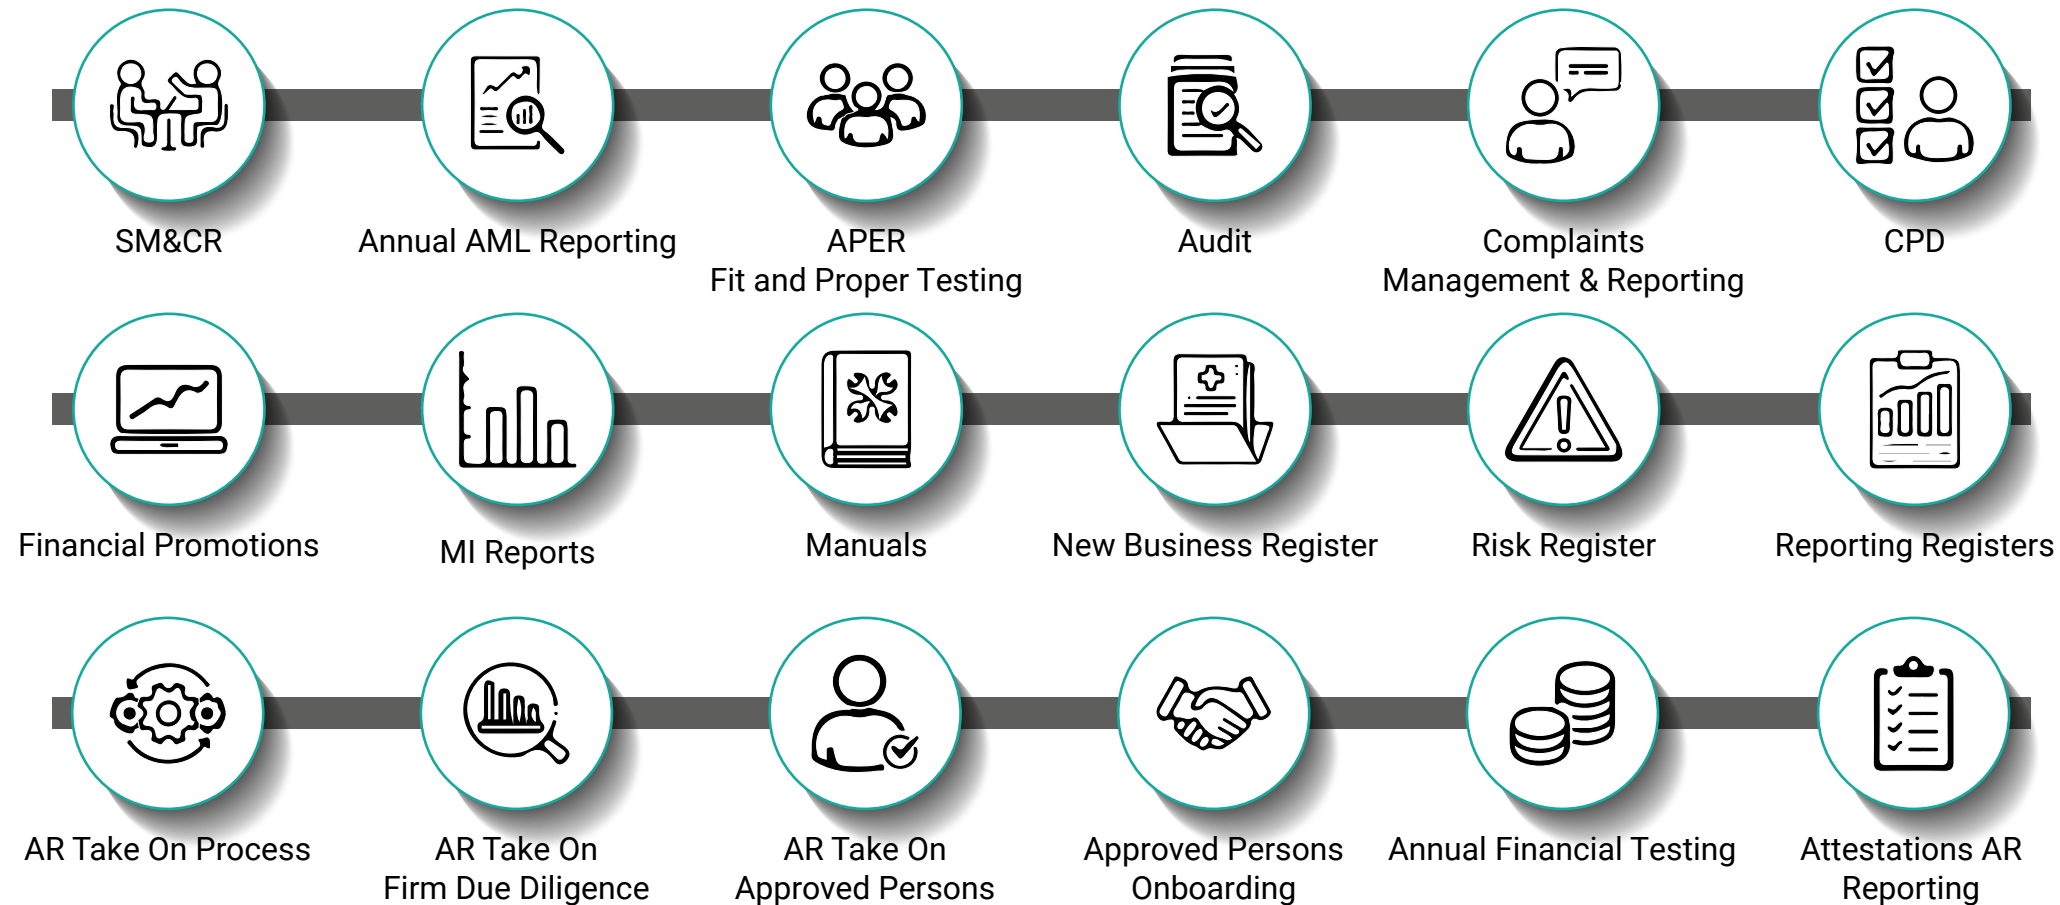 SM&CR
Annual AML Reporting
APER
Fit and Proper Testing
Audit
Complaints
Management & Reporting
CPD
Financial Promotions
MI Reports
Manuals
New Business Register
Risk Register
Reporting Registers
AR Take On Process
AR Take On
Firm Due Diligence
AR Take On
Approved Persons
Approved Persons
Onboarding
Annual Financial Testing
Attestations AR
Reporting